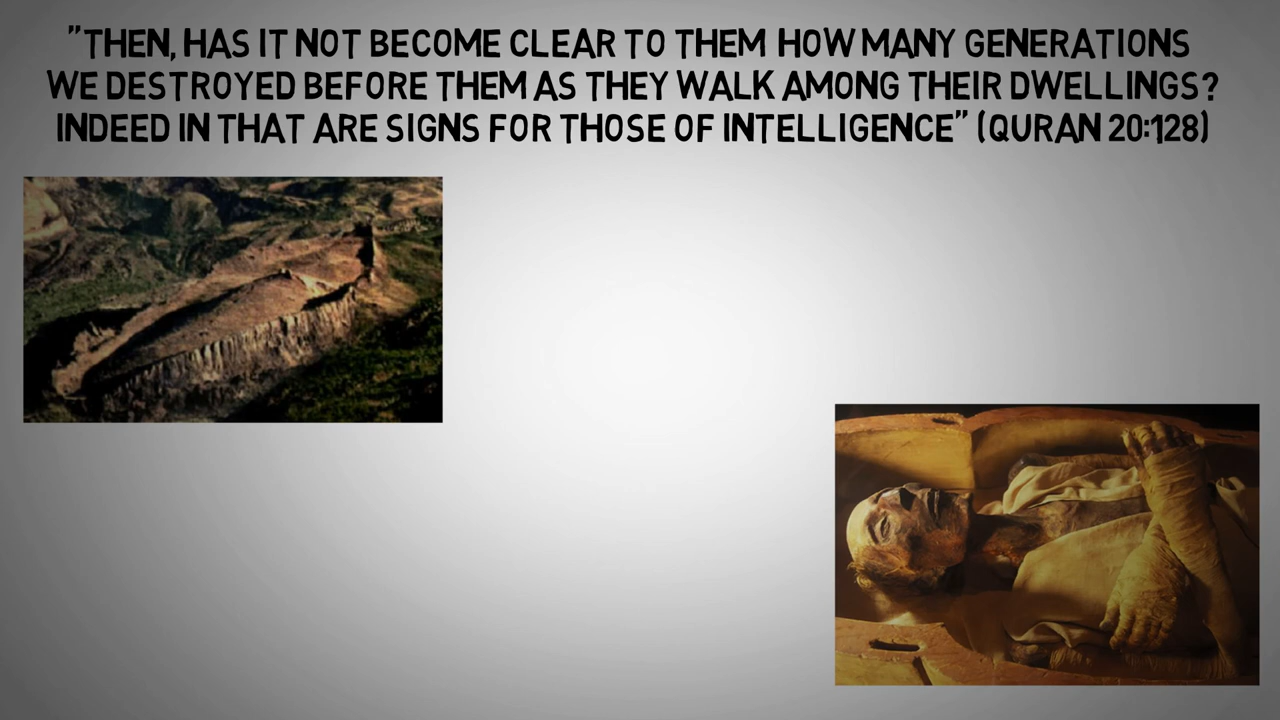 "THEN, HAS IT NOT BECOME CLEAR TO THEM HOW MANY GENERATIONS
WE DESTROYED BEFORE THEM AS THEY WALK AMONG THEIR DWELLINGS?
INDEED IN THAT ARE SIGNS FOR THOSE OF INTELLIGENCE" (QURAN 20:128)